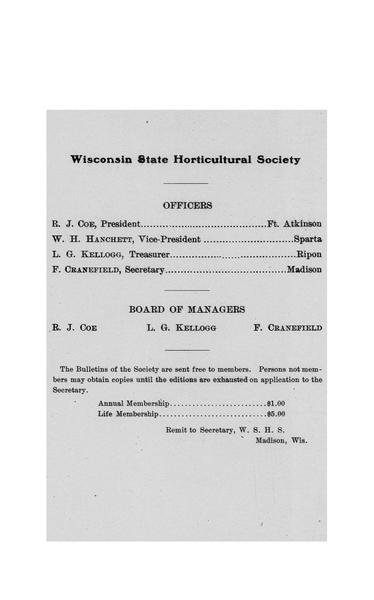 Wisconsin State Horticultural Society
OFFICERS
R. J. COE, President......................................Ft. Atkinson
W. H. HANCHETT, Vice-President ...........................Sparta
L. G. KELLOGG, Treasurer......................................Ripon
F. CRANEFIELD, Secretary.....................................Madison
BOARD OF MANAGERS
R. J. COE L. G. KELLOGG F. CRANEFIELD
The Bulletins of the Society are sent free to members. Persons not mem-
bers may obtain copies until the editions are exhausted on application to the
Secretary.
Annual Membership..........................$1.00
Life Membership.............................$5.00
Remit to Secretary, W. S. H. S.
Madison, Wis.